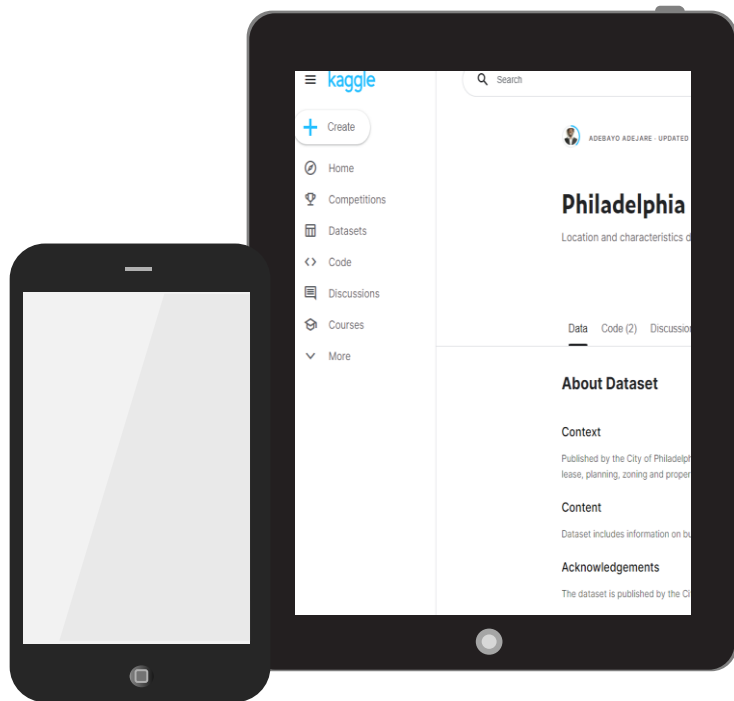 kaggle
Search
Create
ADEBAYO ADEJARE · UPDATED
Home
Competitions
Philadelphia
Datasets
Location and characteristics d
Code
Discussions
Courses
Data Code (2) Discussion
More
About Dataset
Context
Published by the City of Philadelph
lease, planning, zoning and proper
Content
Dataset includes information on bu
Acknowledgements
The dataset is published by the Ci